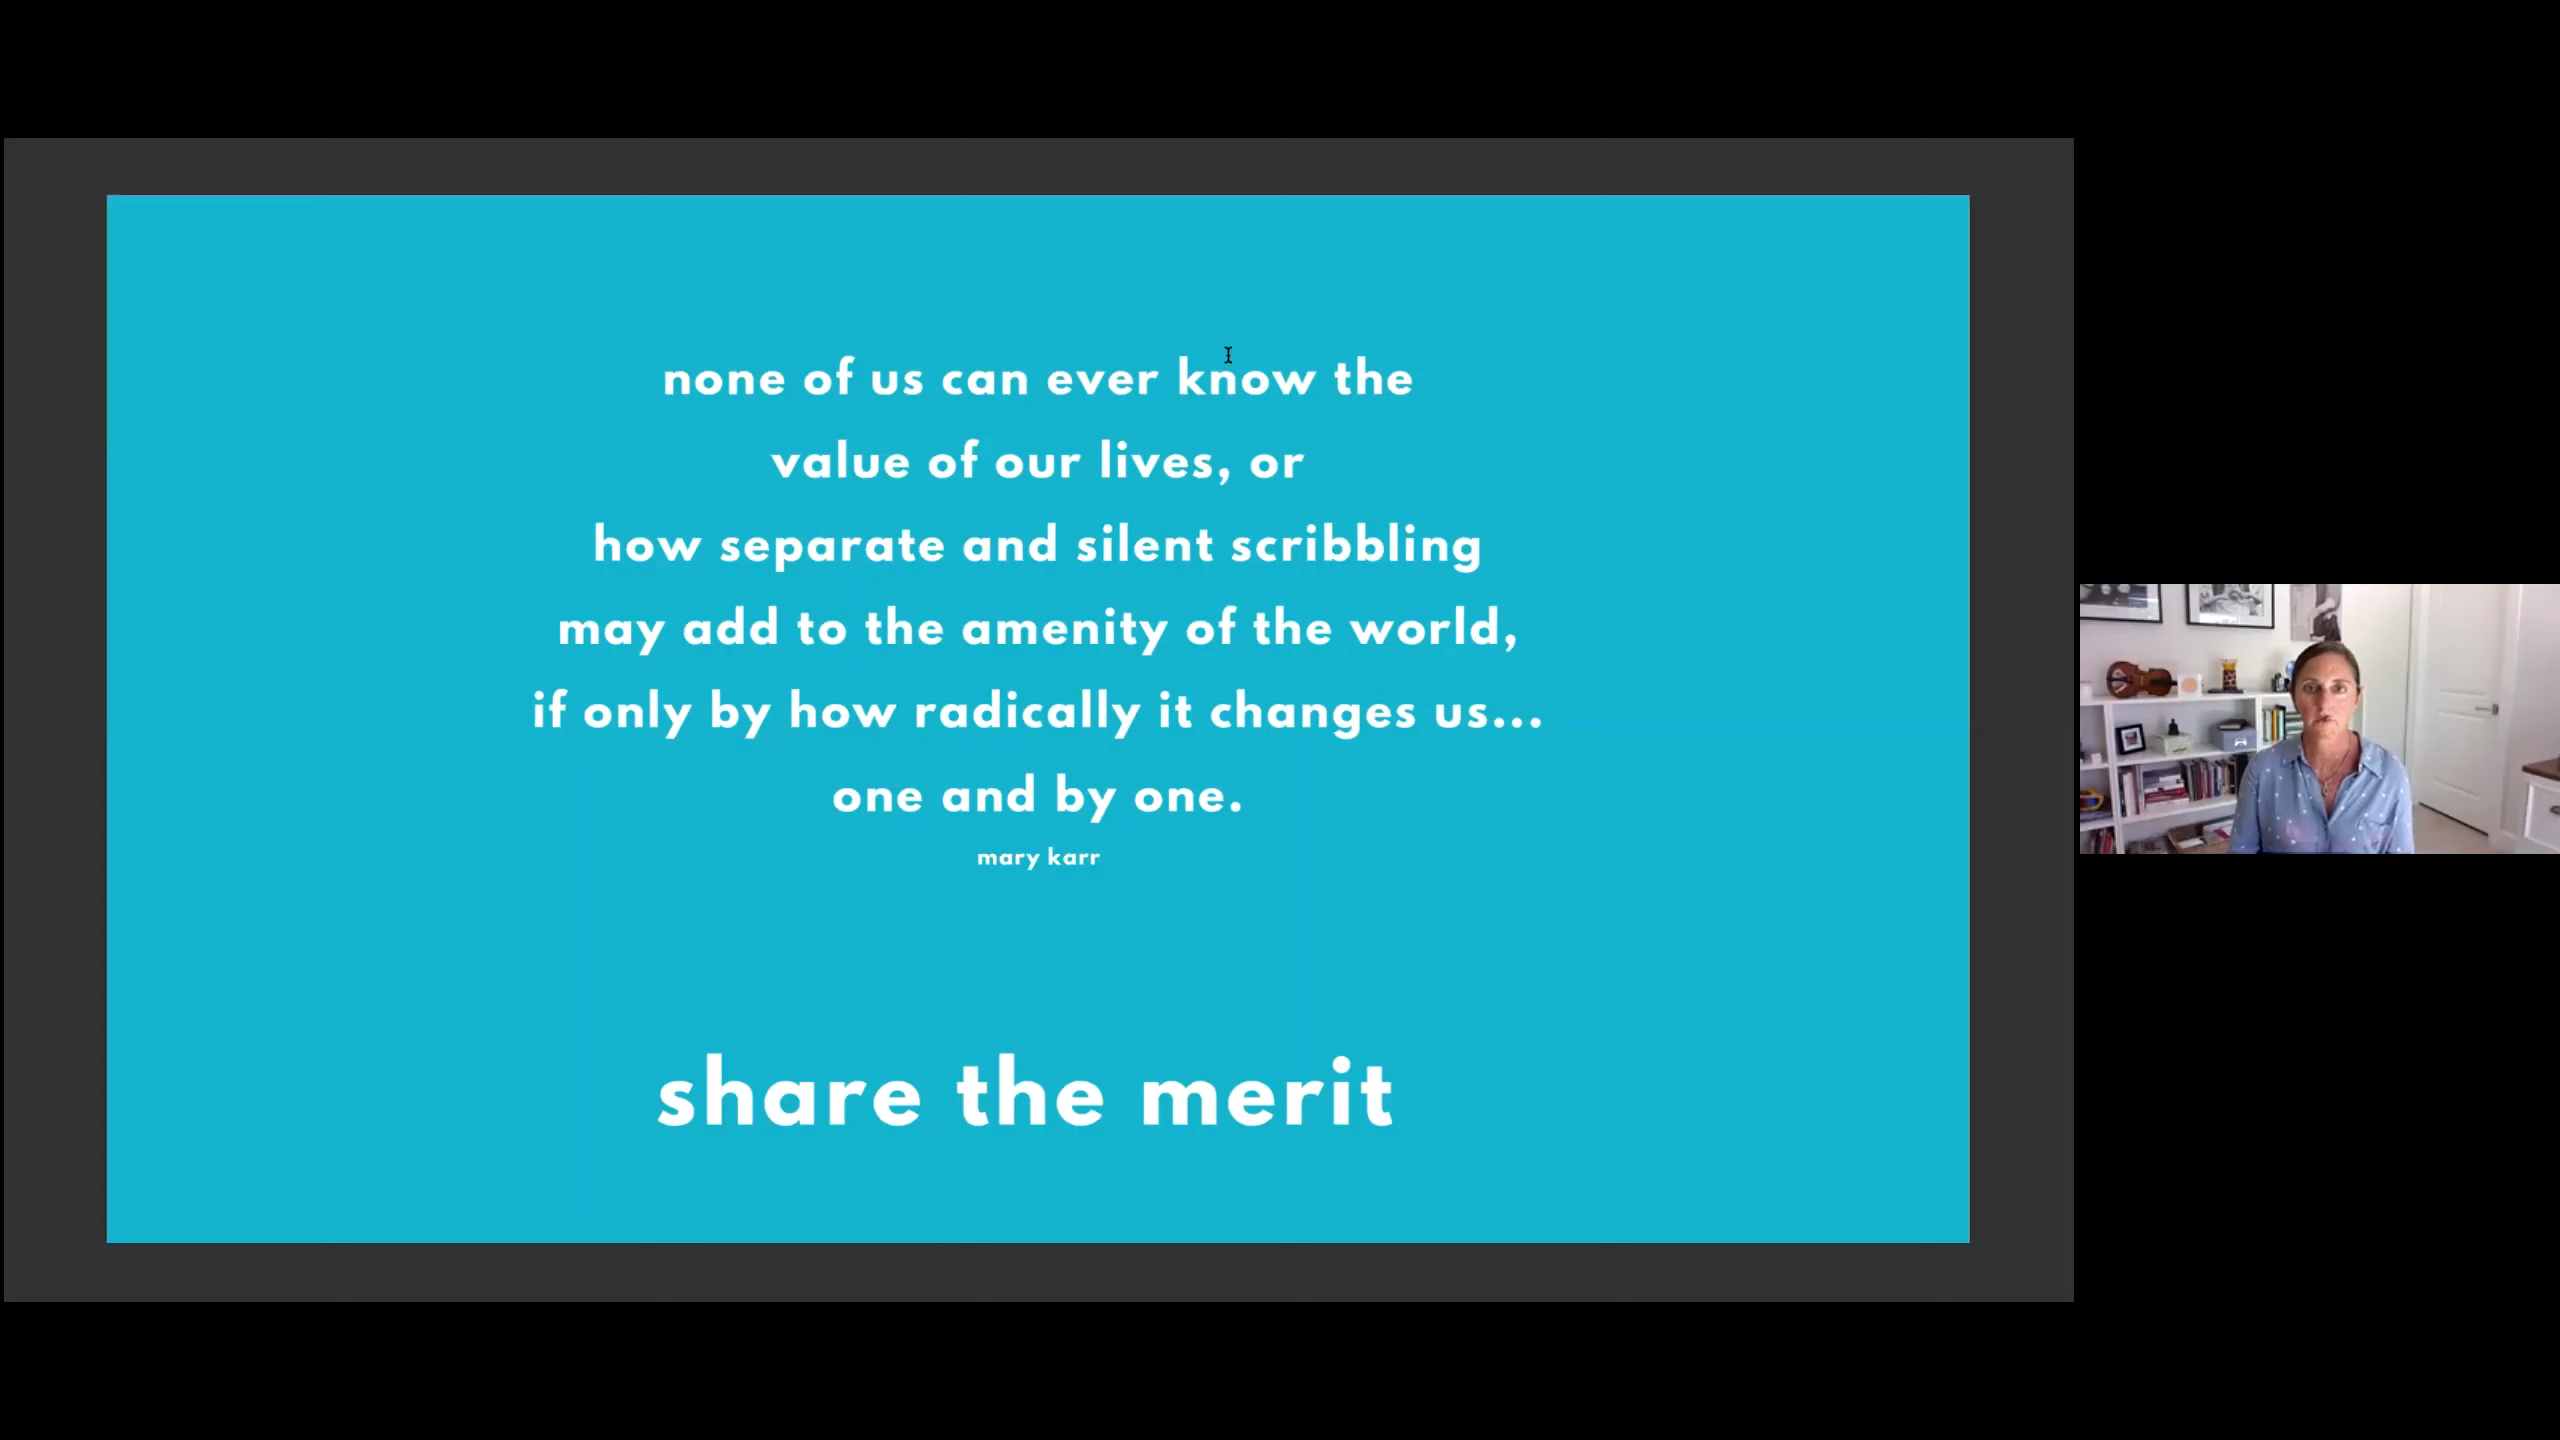 none of us can ever know the
value of our lives, or
how separate and silent scribbling
may add to the amenity of the world,
if only by how radically it changes us...
one and by one.
mary karr
share the merit